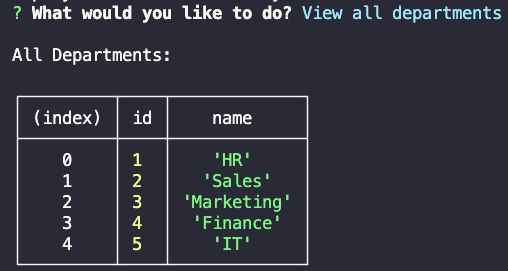 ? What would you like to do? View all departments
All Departments:
(index) id name
0 1 'HR'
1 2 'Sales'
2 3 'Marketing'
3 4 'Finance'
4 5 'IT'